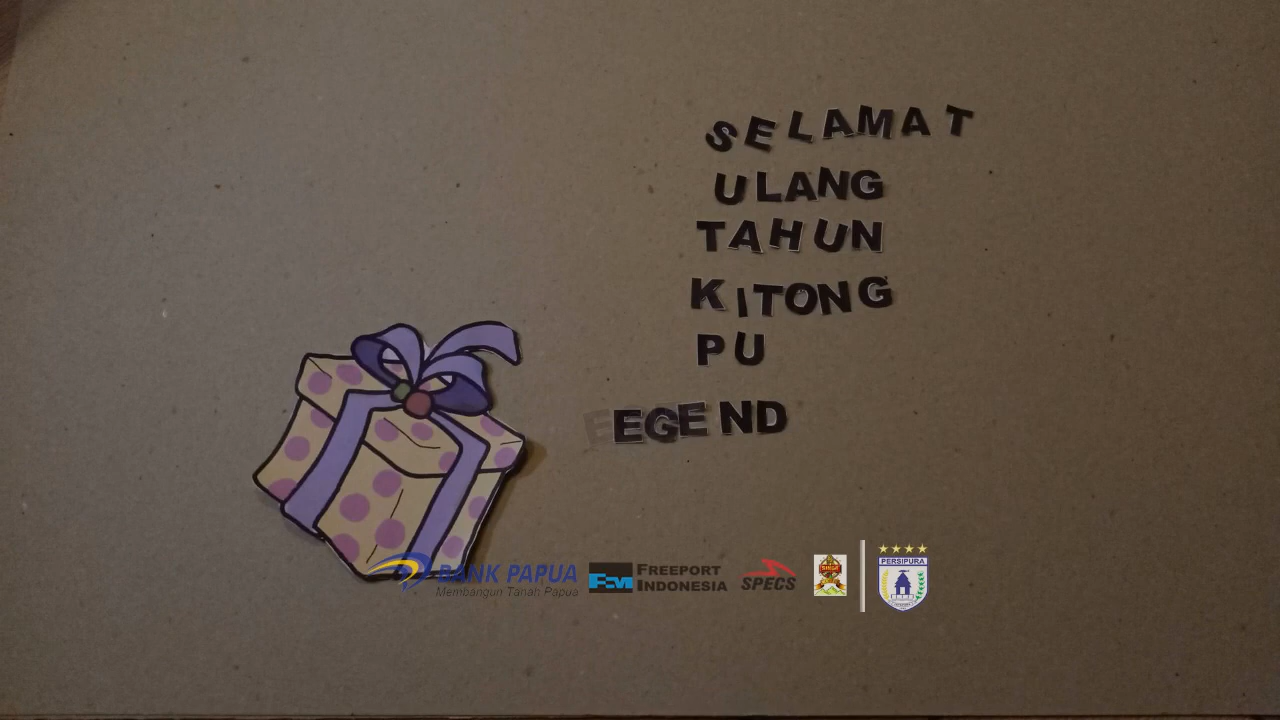 SELAMAT
ULANG
TAHUN
KITONG
PU
EGEND
BANK PAPUA
Membangun Tanah Papua
FREEPORT
INDONESIA
SPECS
PERSIPURA